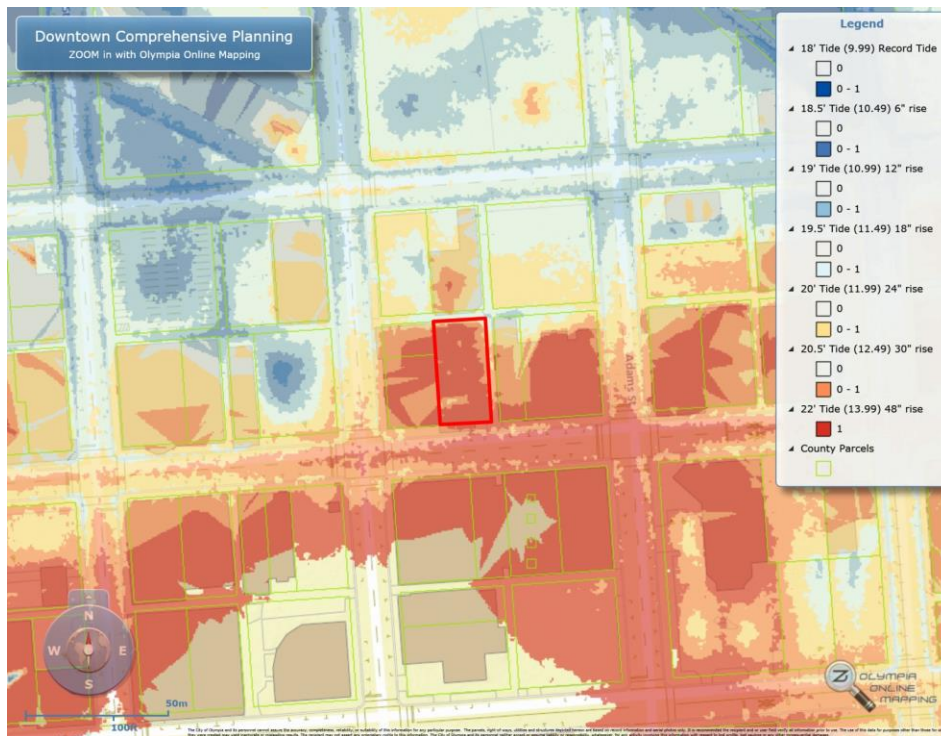 Downtown Comprehensive Planning
ZOOM in with Olympia Online Mapping
Legend
18' Tide (9.99) Record Tide
0
0 - 1
18.5' Tide (10.49) 6" rise
0
0 - 1
19' Tide (10.99) 12" rise
0
0 - 1
19.5' Tide (11.49) 18" rise
0
0 - 1
20' Tide (11.99) 24" rise
0
0 - 1
20.5' Tide (12.49) 30" rise
0
0 - 1
22' Tide (13.99) 48" rise
1
County Parcels
Adams St
N
W E
S
50m
100ft
OLYMPIA
ONLINE
MAPPING